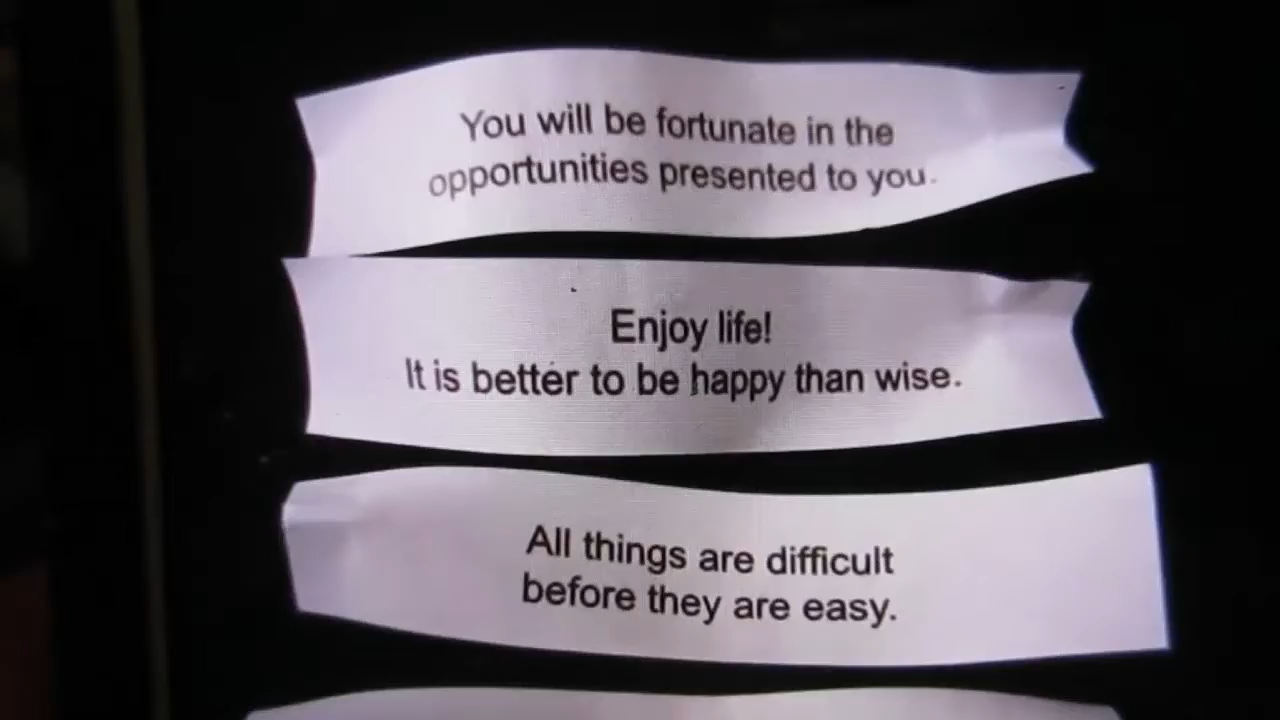 You will be fortunate in the
opportunities presented to you.
Enjoy life!
It is better to be happy than wise.
All things are difficult
before they are easy.